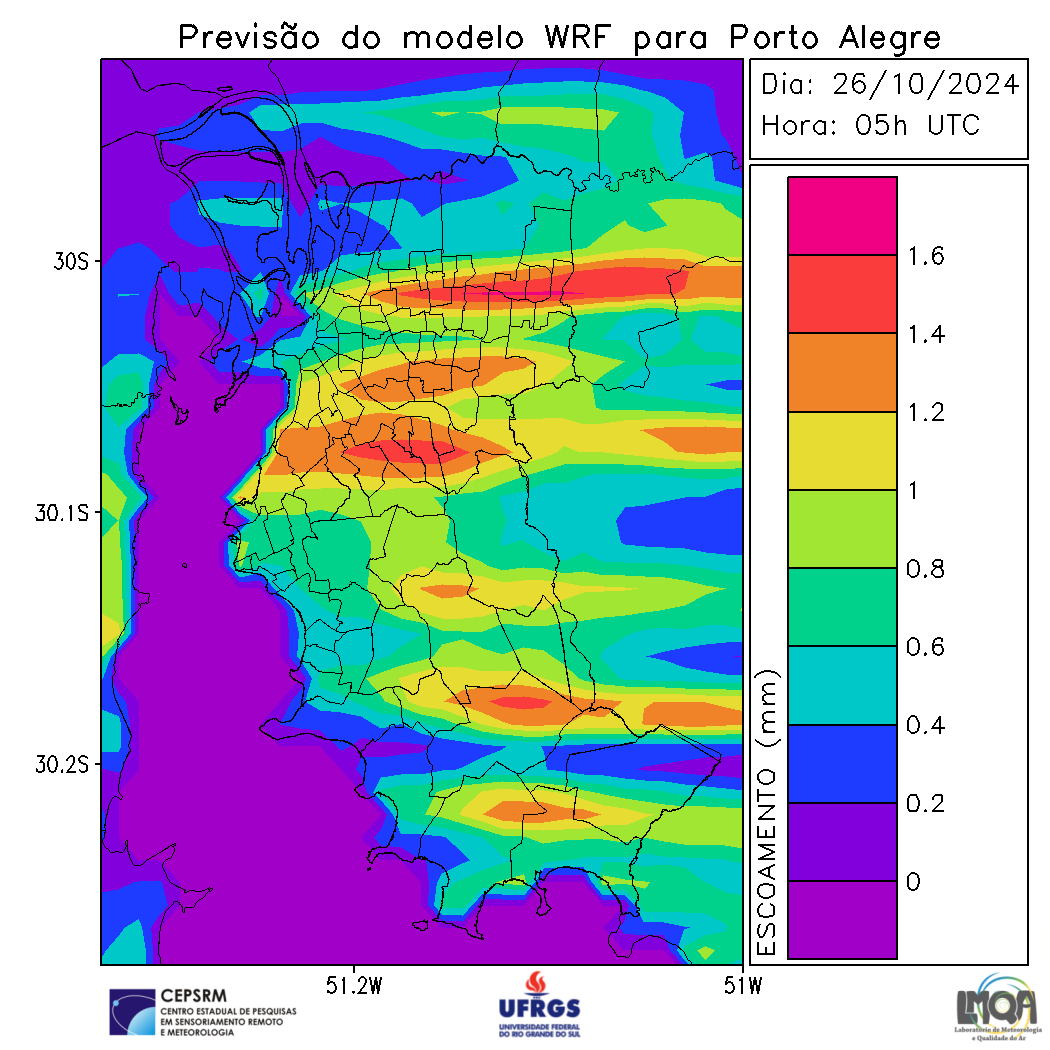 Previsão do modelo WRF para Porto Alegre
Dia: 26/10/2024
Hora: 05h UTC
30S
30.1S
30.2S
51.2W
51W
ESCOAMENTO (mm)
1.6
1.4
1.2
1
0.8
0.6
0.4
0.2
0
CEPSRM
CENTRO ESTADUAL DE PESQUISAS
EM SENSORIAMENTO REMOTO
E METEOROLOGIA
UFRGS
UNIVERSIDADE FEDERAL
DO RIO GRANDE DO SUL
LMQA
Laboratório de Meteorologia
e Qualidade do Ar